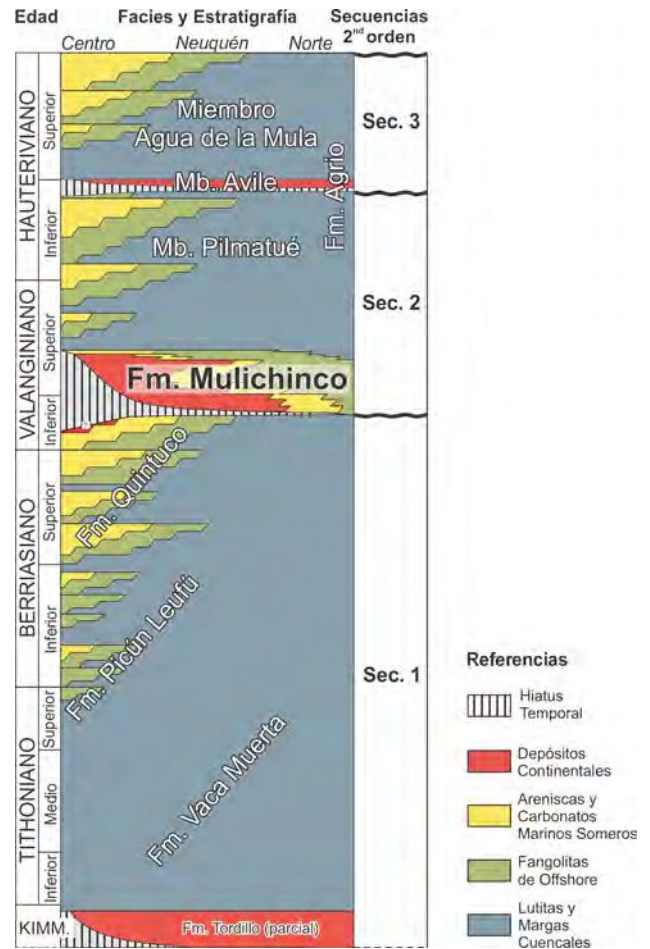 Edad
Facies y Estratigrafía
Secuencias
2nd orden
Centro
Neuquén
Norte
HAUTERIVIANO
Superior
Inferior
VALANGINIANO
Superior
Inferior
BERRIASIANO
Superior
Inferior
TITHONIANO
Superior
Medio
Inferior
KIMM.
Miembro
Agua de la Mula
Mb. Avile
Fm. Agrio
Mb. Pilmatué
Fm. Mulichinco
Fm. Quintuco
Fm. Picún Leufú
Fm. Vaca Muerta
Fm. Tordillo (parcial)
Sec. 3
Sec. 2
Sec. 1
Referencias
Hiatus
Temporal
Depósitos
Continentales
Areniscas y
Carbonatos
Marinos Someros
Fangolitas
de Offshore
Lutitas y
Margas
Cuencales